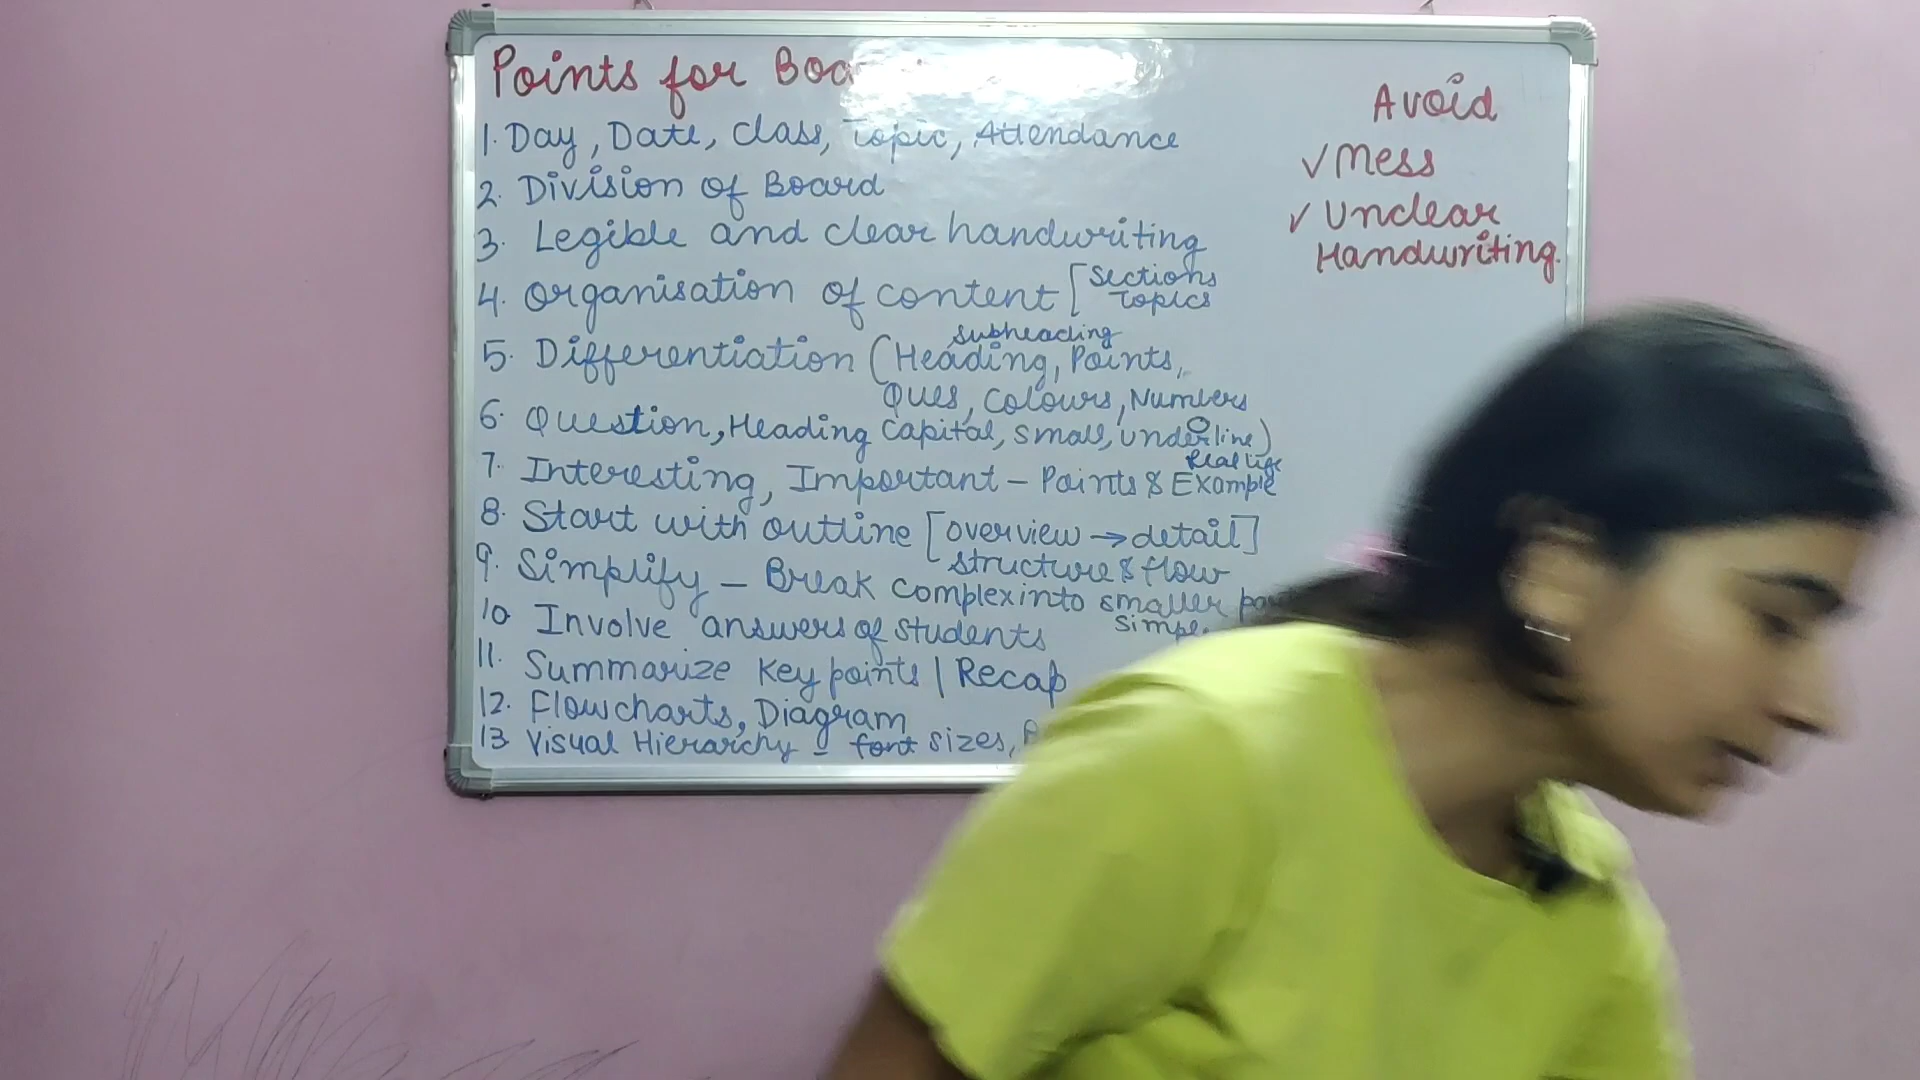 Points for Boa
1. Day, Date, Class, Topic, Attendance
2. Division of Board
3. Legible and clear handwriting
4. Organisation of content [ Sections
Topics
subheading
5. Differentiation (Heading, Points,
Ques, Colours, Numbers
6. Question, Heading Capital, Small, underline)
Real life
7. Interesting, Important - Points & Example
8. Start with outline [overview → detail]
structure & flow
9. Simplify - Break complex into smaller
10 Involve answers of students
11. Summarize Key points | Recap
12. Flowcharts, Diagram
13 Visual Hierarchy - font sizes,
Avoid
✓ Mess
✓ Unclear
Handwriting.